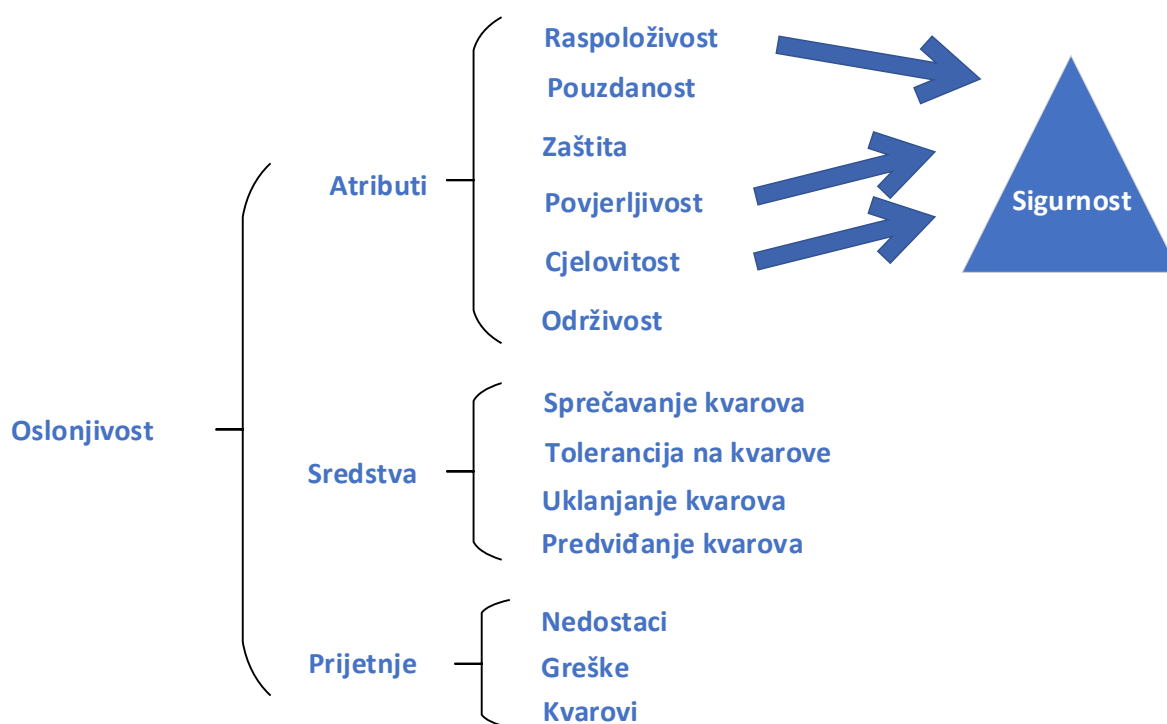 Raspoloživost
Pouzdanost
Zaštita
Atributi
Povjerljivost
Sigurnost
Cjelovitost
Održivost
Sprečavanje kvarova
Oslonjivost
Tolerancija na kvarove
Sredstva
Uklanjanje kvarova
Predviđanje kvarova
Nedostaci
Prijetnje
Greške
Kvarovi